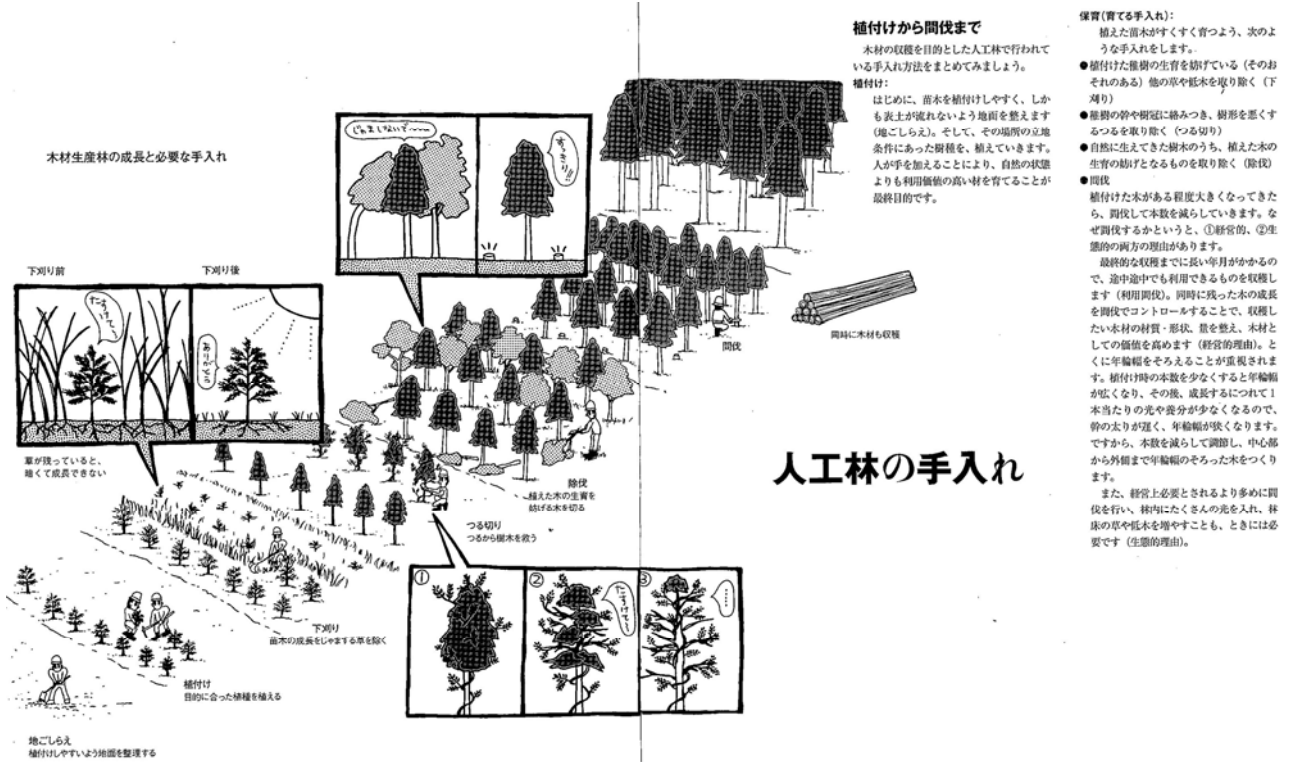 植付けから間伐まで
木材の収穫を目的とした人工林で行われて
いる手入れ方法をまとめてみましょう。
植付け：
はじめに、苗木を植付けしやすく、しか
も表土が流れないよう地面を整えます
(地ごしらえ)。そして、その場所の立地
条件にあった樹種を、植えていきます。
人が手を加えることにより、自然の状態
よりも利用価値の高い材を育てることが
最終目的です。
保育(育てる手入れ)：
植えた苗木がすくすく育つよう、次のよ
うな手入れをします。
●植付けた稚樹の生育を妨げている（そのお
それのある）他の草や低木を取り除く（下
刈り）
●稚樹の幹や樹冠に絡みつき、樹形を悪くす
るつるを取り除く（つる切り）
●自然に生えてきた樹木のうち、植えた木の
生育の妨げとなるものを取り除く（除伐）
●間伐
植付けた木がある程度大きくなってきた
ら、間伐して本数を減らしていきます。な
ぜ間伐するかというと、①経営的、②生
態的の両方の理由があります。
最終的な収穫までに長い年月がかかるの
で、途中途中でも利用できるものを収穫し
ます（利用間伐）。同時に残った木の成長
を間伐でコントロールすることで、収穫し
たい木材の材質・形状、量を整え、木材と
しての価値を高めます（経営的理由）。と
くに年輪幅をそろえることが重視されま
す。植付け時の本数を少なくすると年輪幅
が広くなり、その後、成長するにつれて1
本当たりの光や養分が少なくなるので、
幹の太りが遅く、年輪幅が狭くなります。
ですから、本数を減らして調節し、中心部
から外側まで年輪幅のそろった木をつくり
ます。
また、経営上必要とされるより多めに間
伐を行い、林内にたくさんの光を入れ、林
床の草や低木を増やすことも、ときには必
要です（生態的理由）。
人工林の手入れ
木材生産林の成長と必要な手入れ
じゃましないで〜〜
すっきり!!
下刈り前
下刈り後
たすけて〜
ありがとう
草が残っていると、
暗くて成長できない
間伐
同時に木材も収穫
除伐
植えた木の生育を
妨げる木を切る
つる切り
つるから樹木を救う
①
②
③
たすけて〜
……
下刈り
苗木の成長をじゃまする草を除く
植付け
目的に合った樹種を植える
地ごしらえ
植付けしやすいよう地面を整理する